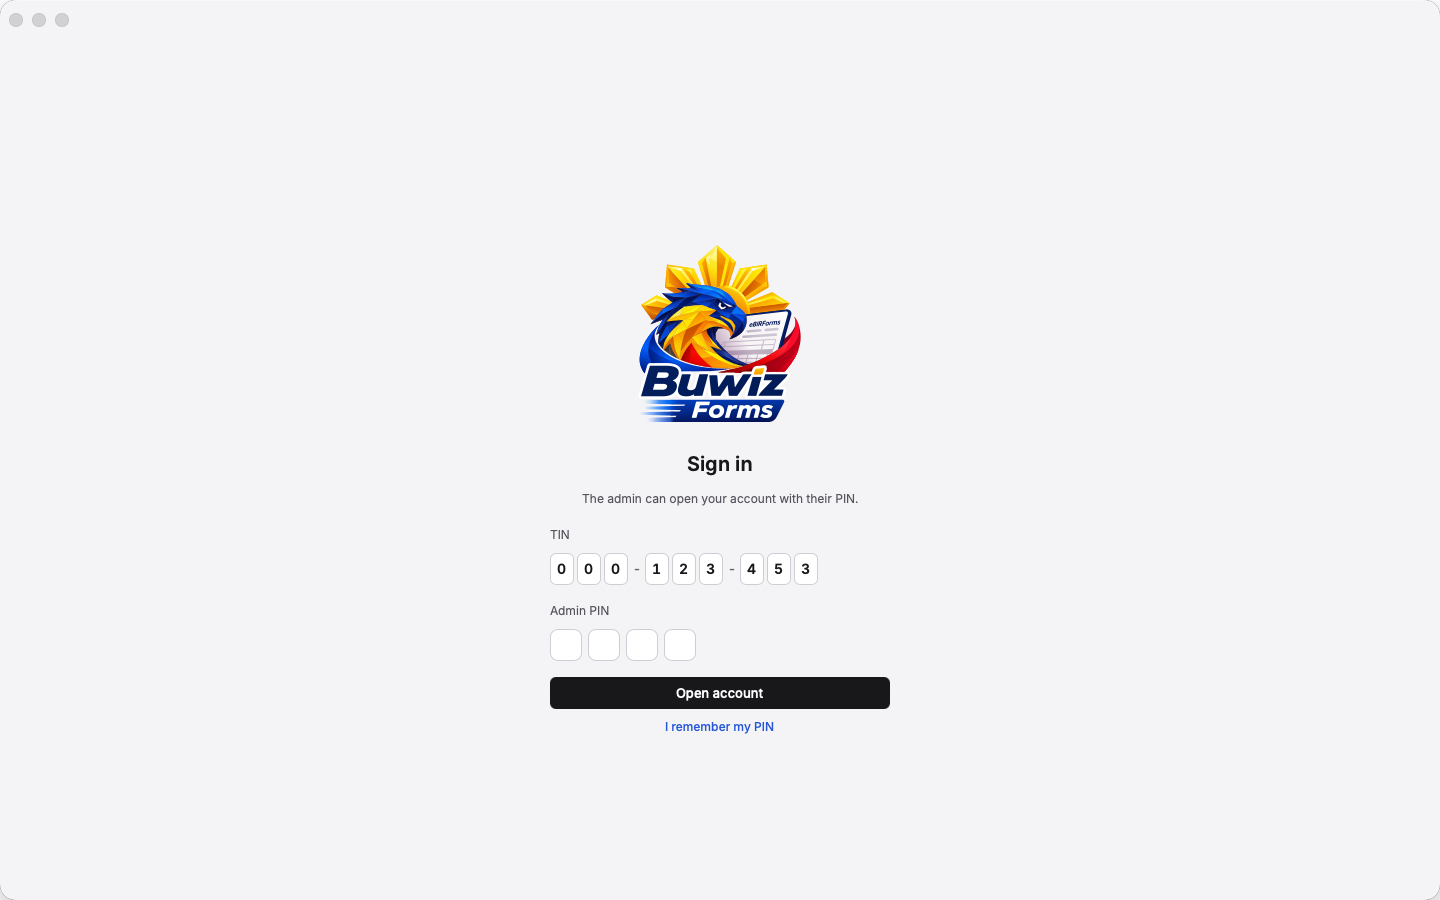 eBIRForms
Buwiz
Forms
Sign in
The admin can open your account with their PIN.
TIN
0 0 0 - 1 2 3 - 4 5 3
Admin PIN
Open account
I remember my PIN